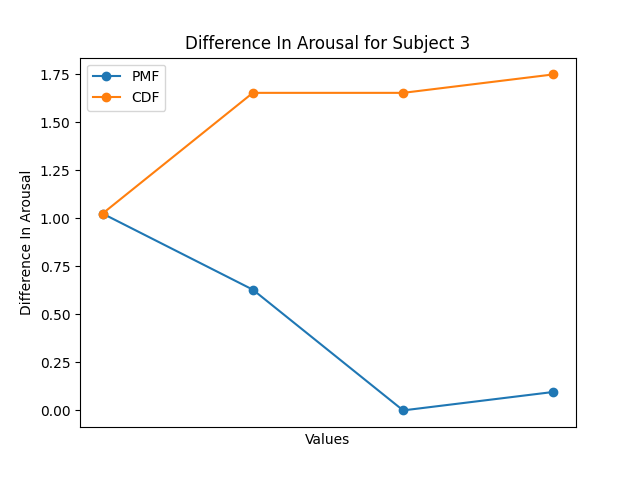 Difference In Arousal for Subject 3
PMF
CDF
1.75
1.50
1.25
1.00
0.75
0.50
0.25
0.00
Difference In Arousal
Values